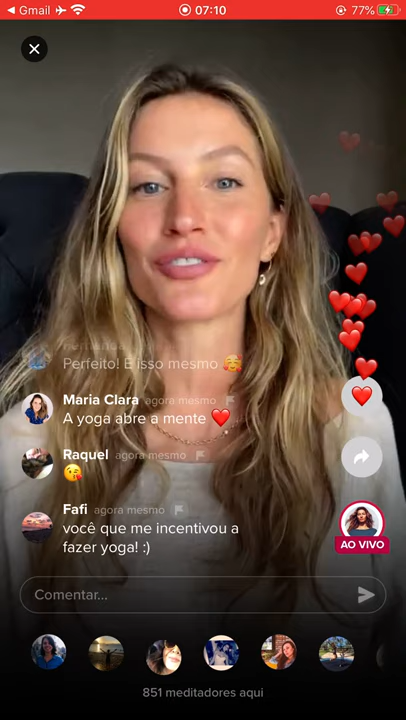 Gmail
07:10
77%
Perfeito! É isso mesmo 🥰
Maria Clara agora mesmo
A yoga abre a mente ❤️
Raquel agora mesmo
😘
Fafi agora mesmo
você que me incentivou a
fazer yoga! :)
AO VIVO
Comentar...
851 meditadores aqui